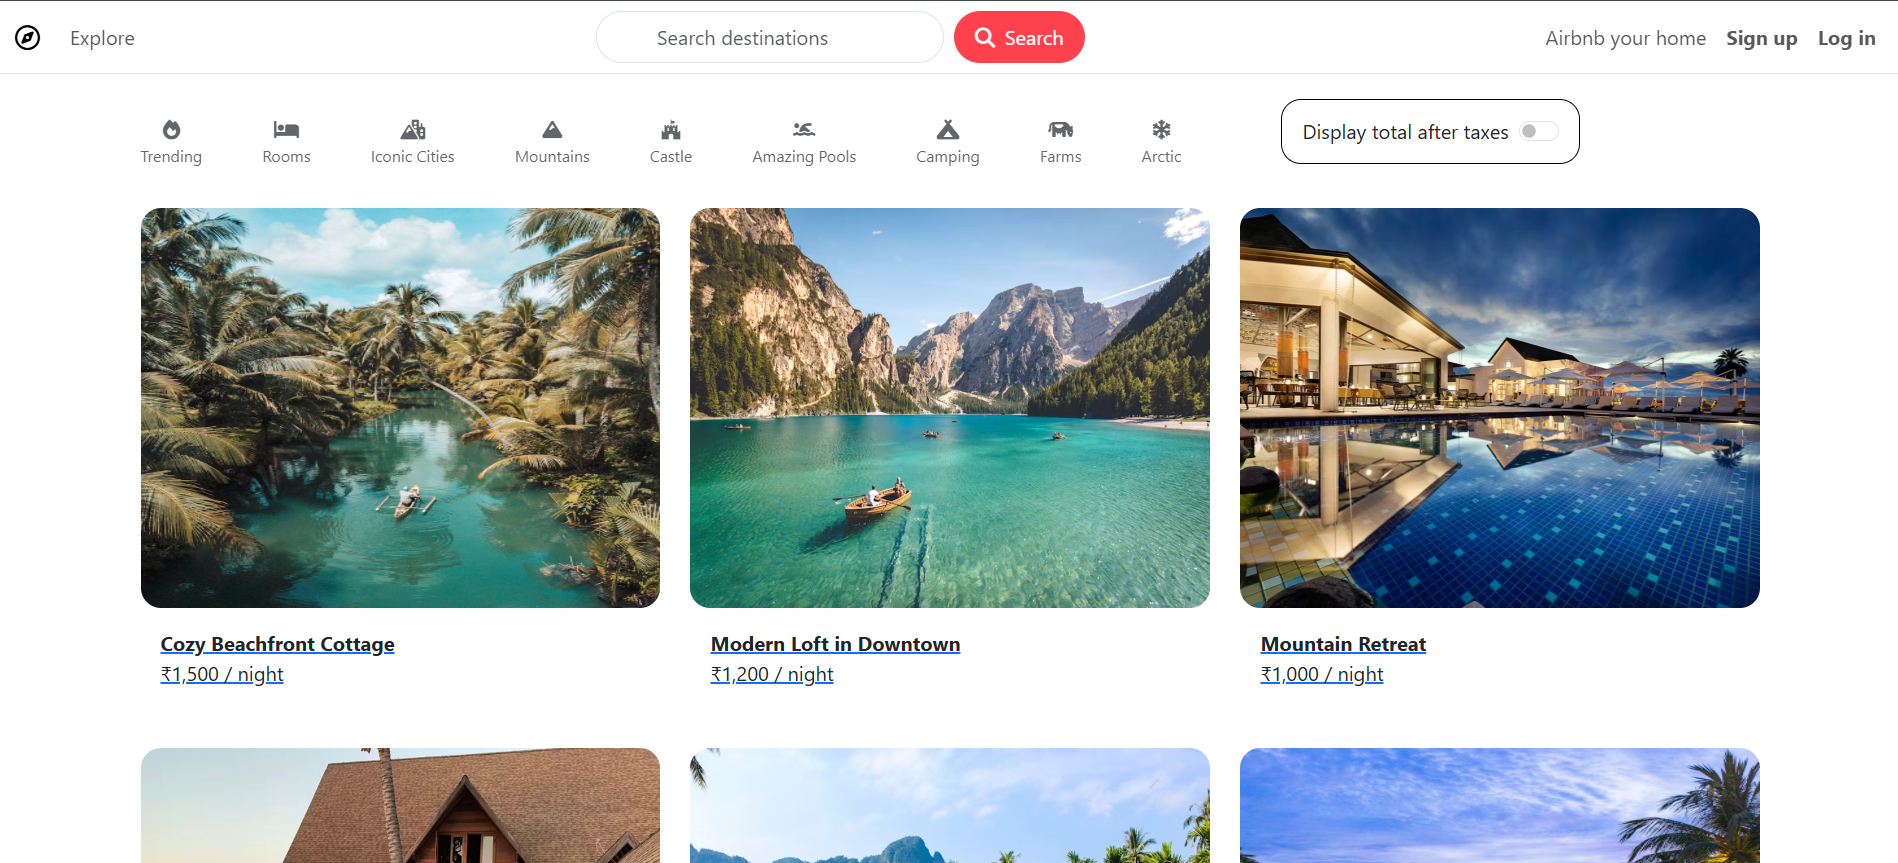 Explore
Search destinations
Search
Airbnb your home
Sign up
Log in
Trending
Rooms
Iconic Cities
Mountains
Castle
Amazing Pools
Camping
Farms
Arctic
Display total after taxes
Cozy Beachfront Cottage
₹1,500 / night
Modern Loft in Downtown
₹1,200 / night
Mountain Retreat
₹1,000 / night